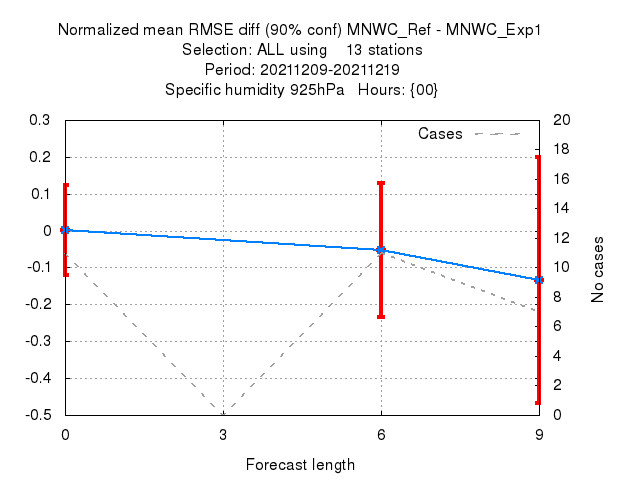 Normalized mean RMSE diff (90% conf) MNWC_Ref - MNWC_Exp1
Selection: ALL using 13 stations
Period: 20211209-20211219
Specific humidity 925hPa Hours: {00}
Cases
0.3
0.2
0.1
0
-0.1
-0.2
-0.3
-0.4
-0.5
20
18
16
14
12
10
8
6
4
2
0
No cases
0 3 6 9
Forecast length